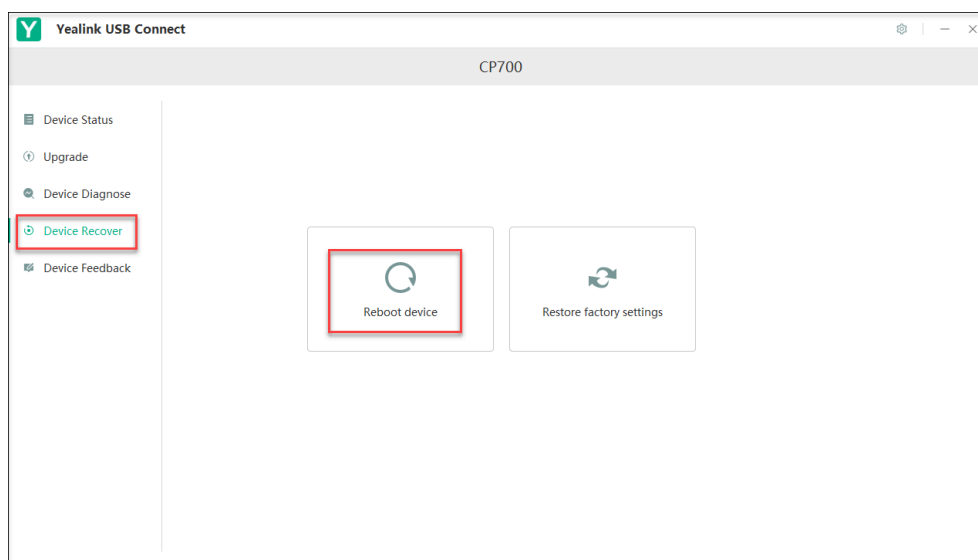 Y Yealink USB Connect
CP700
Device Status
Upgrade
Device Diagnose
Device Recover
Device Feedback
Reboot device
Restore factory settings